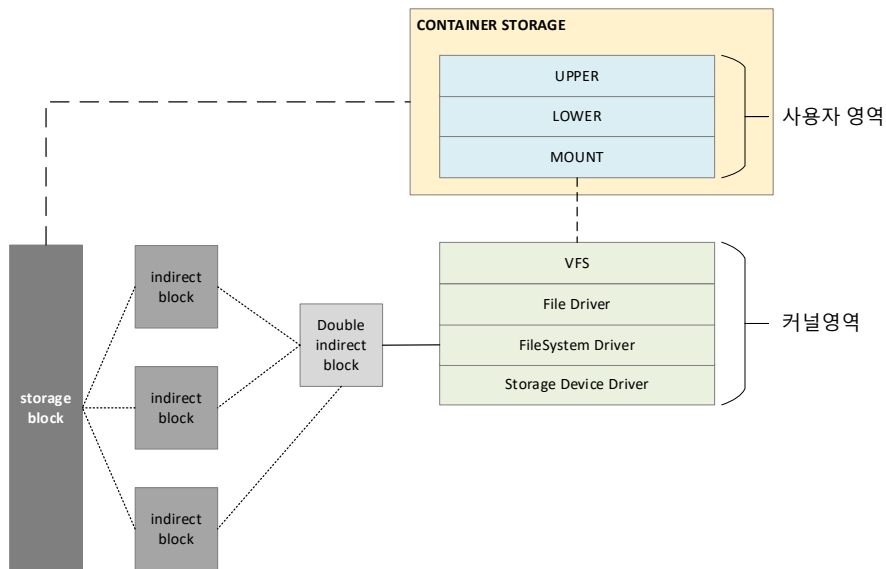 CONTAINER STORAGE
UPPER
LOWER
MOUNT
사용자 영역
VFS
File Driver
FileSystem Driver
Storage Device Driver
커널영역
indirect
block
Double
indirect
block
indirect
block
storage
block
indirect
block